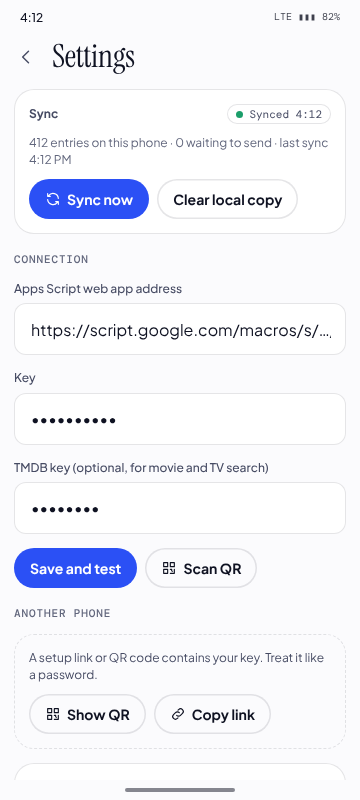 4:12
LTE 82%
Settings
Sync
Synced 4:12
412 entries on this phone · 0 waiting to send · last sync
4:12 PM
Sync now
Clear local copy
CONNECTION
Apps Script web app address
https://script.google.com/macros/s/…
Key
••••••••••
TMDB key (optional, for movie and TV search)
••••••••
Save and test
Scan QR
ANOTHER PHONE
A setup link or QR code contains your key. Treat it like
a password.
Show QR
Copy link